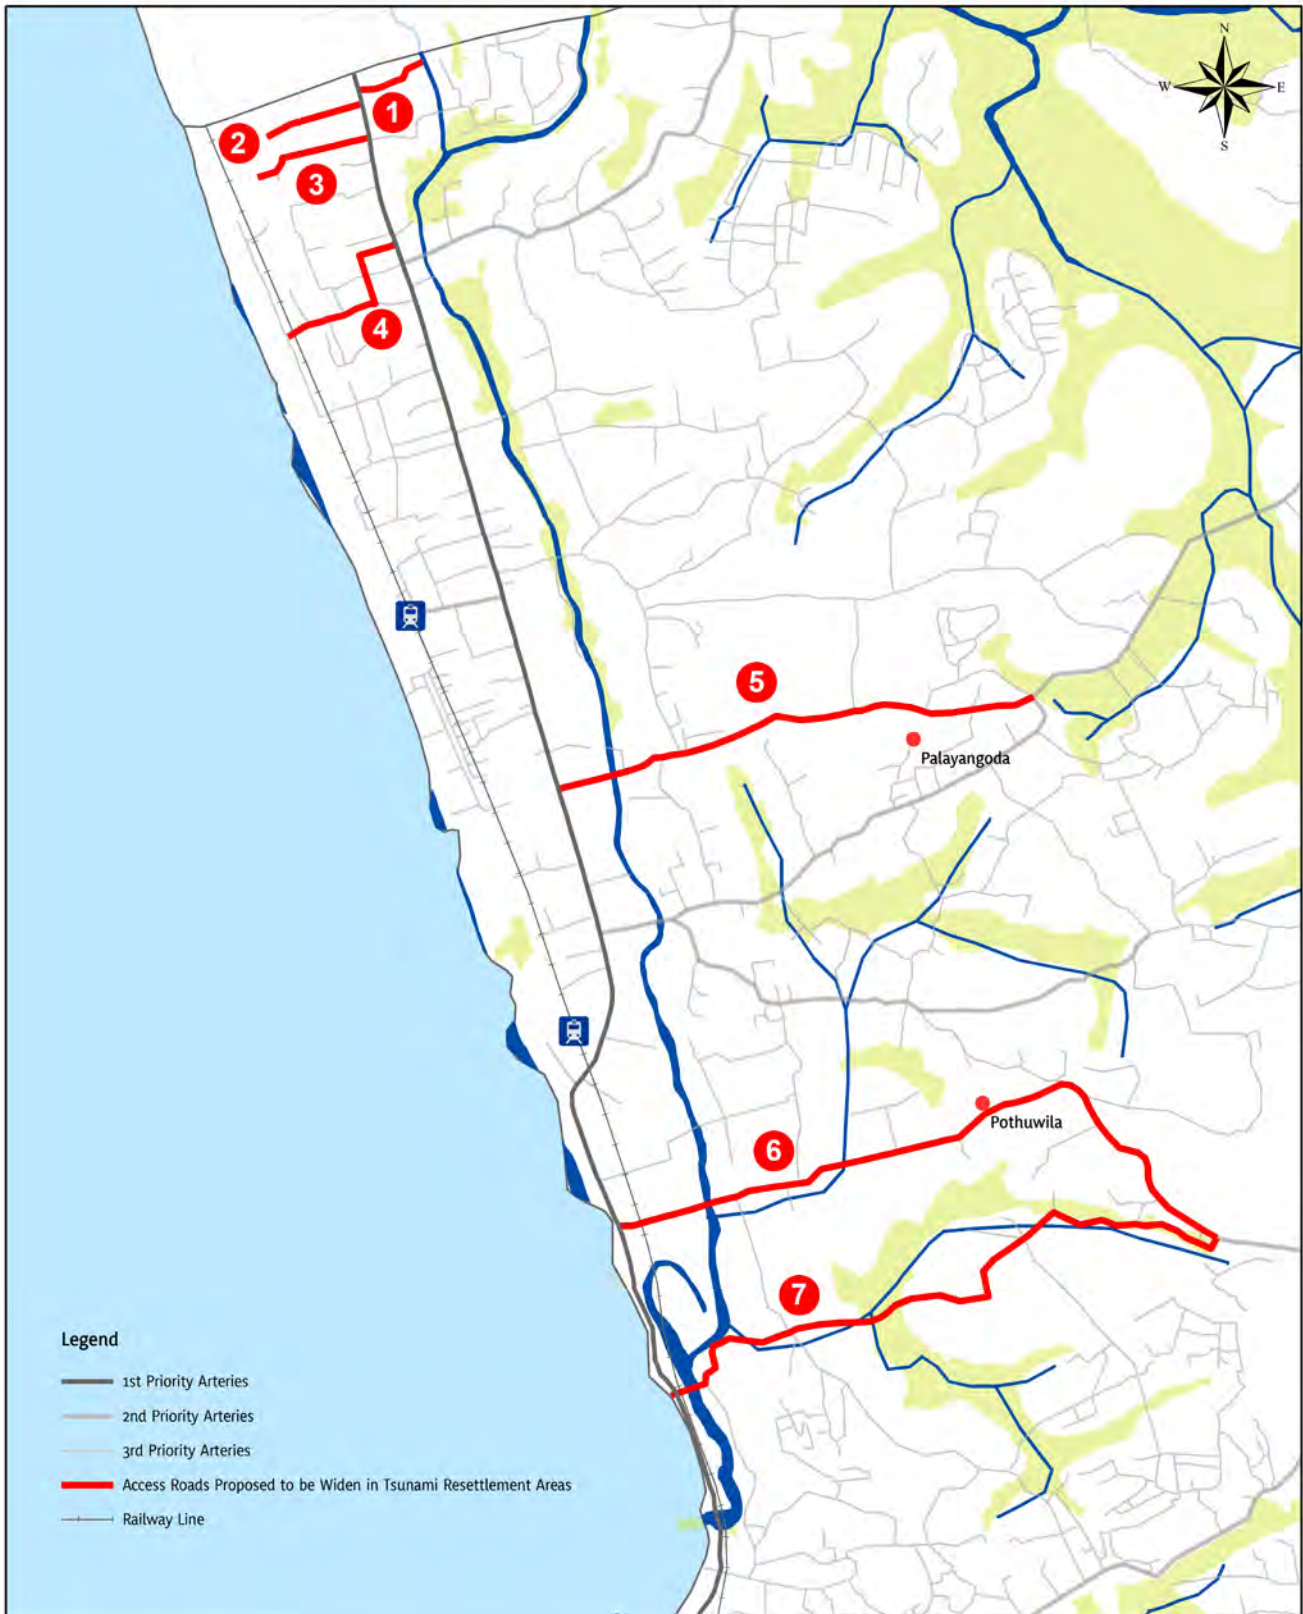 N
W E
S
1
2
3
4
5
Palayangoda
Pothuwila
6
7
Legend
1st Priority Arteries
2nd Priority Arteries
3rd Priority Arteries
Access Roads Proposed to be Widen in Tsunami Resettlement Areas
Railway Line